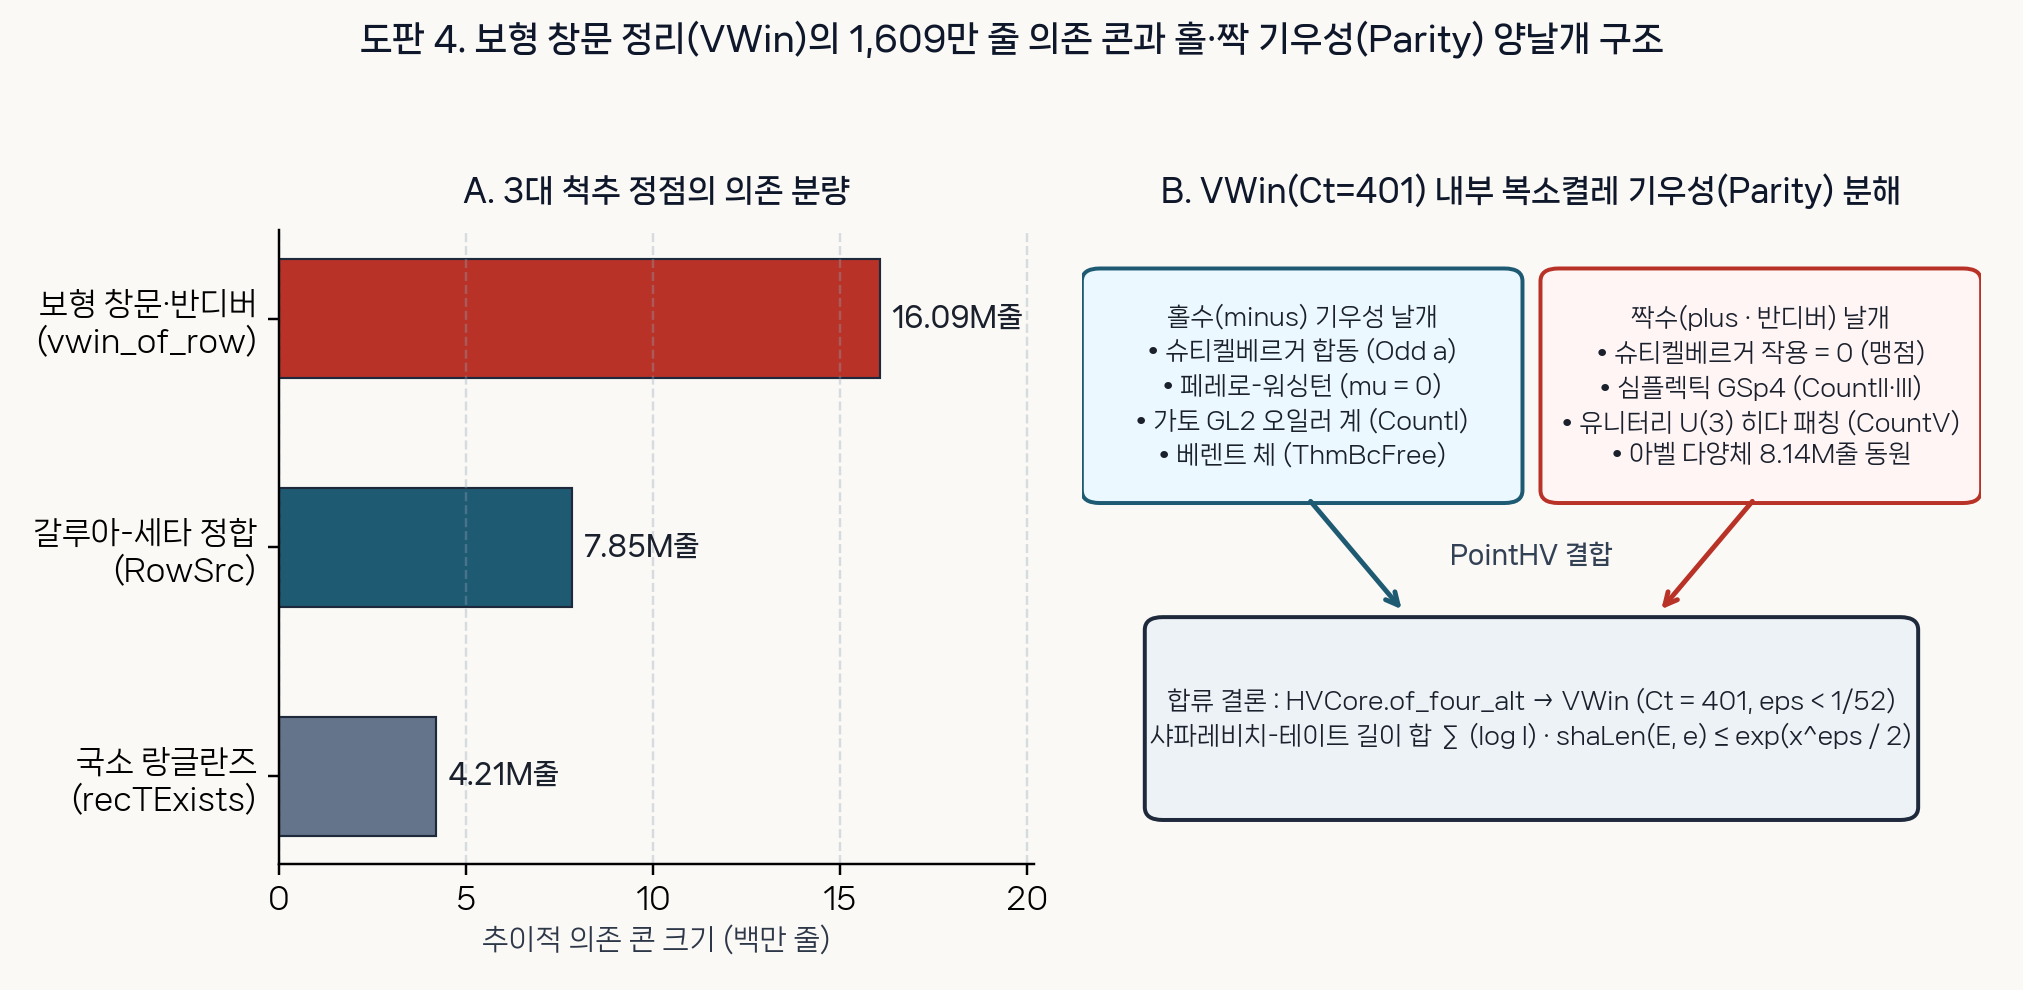 도판 4. 보형 창문 정리(VWin)의 1,609만 줄 의존 콘과 홀·짝 기우성(Parity) 양날개 구조
A. 3대 척추 정점의 의존 분량
보형 창문·반디버
(vwin_of_row)
16.09M줄
갈루아-세타 정합
(RowSrc)
7.85M줄
국소 랑글란즈
(recTExists)
4.21M줄
0 5 10 15 20
추이적 의존 콘 크기 (백만 줄)
B. VWin(Ct=401) 내부 복소켤레 기우성(Parity) 분해
홀수(minus) 기우성 날개
• 슈티켈베르거 합동 (Odd a)
• 페레로-워싱턴 (mu = 0)
• 가토 GL2 오일러 계 (CountI)
• 베렌트 체 (ThmBcFree)
짝수(plus · 반디버) 날개
• 슈티켈베르거 작용 = 0 (맹점)
• 심플렉틱 GSp4 (CountII·III)
• 유니터리 U(3) 히다 패칭 (CountV)
• 아벨 다양체 8.14M줄 동원
PointHV 결합
합류 결론 : HVCore.of_four_alt → VWin (Ct = 401, eps < 1/52)
샤파레비치-테이트 길이 합 ∑ (log l) · shaLen(E, e) ≤ exp(x^eps / 2)